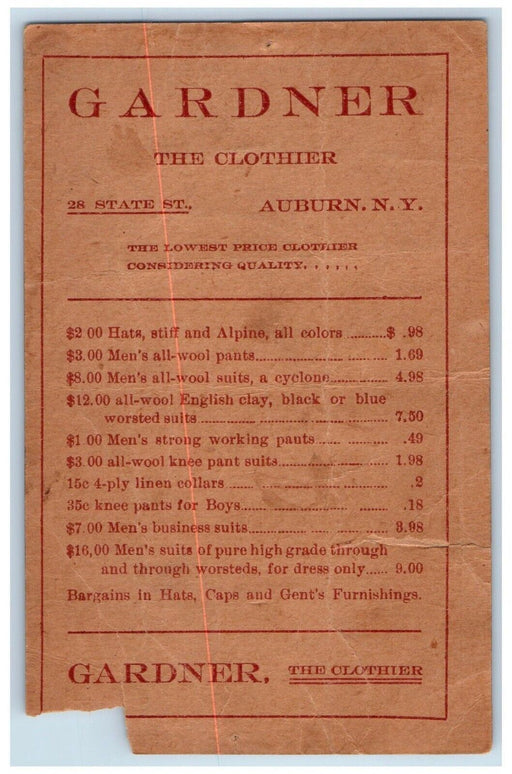 GARDNER
THE CLOTHIER
28 STATE ST., AUBURN. N. Y.
THE LOWEST PRICE CLOTHIER
CONSIDERING QUALITY. . , , , ,
$2 00 Hats, stiff and Alpine, all colors ..........$ .98
$3.00 Men's all-wool pants................................ 1.69
$8.00 Men's all-wool suits, a cyclone.................. 4.98
$12.00 all-wool English clay, black or blue
worsted suits ........................................ 7.50
$1 00 Men's strong working pants...... ............ .49
$3.00 all-wool knee pant suits........................... 1.98
15c 4-ply linen collars ................................... .2
35c knee pants for Boys................................... .18
$7.00 Men's business suits................................ 3.98
$16,00 Men's suits of pure high grade through
and through worsteds, for dress only...... 9.00
Bargains in Hats, Caps and Gent's Furnishings.
GARDNER, THE CLOTHIER